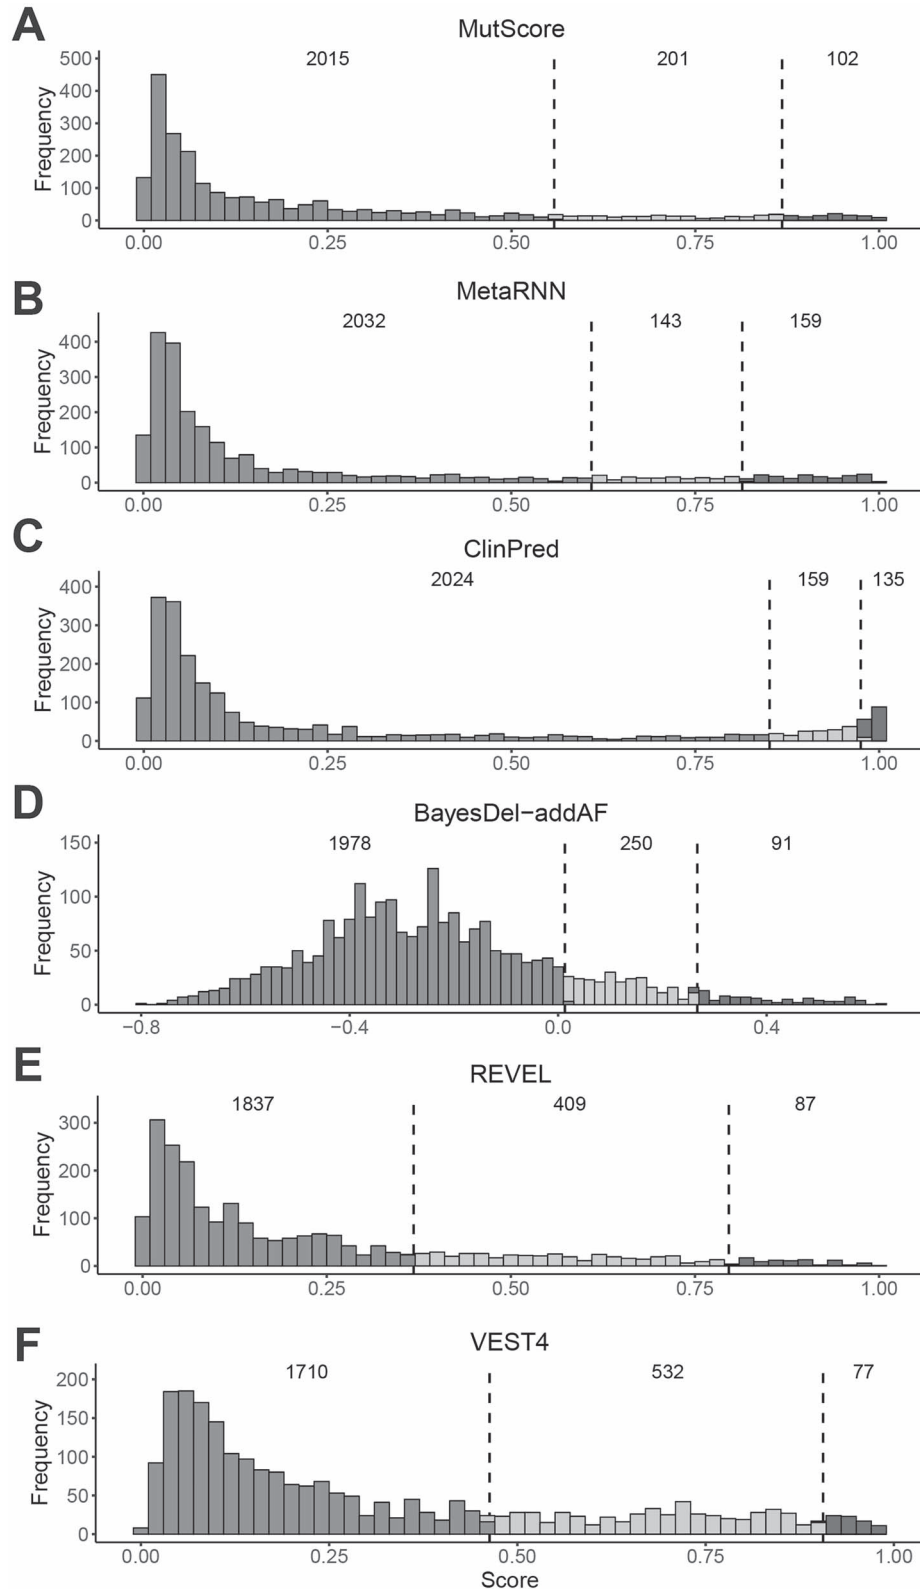 A
MutScore
2015 201 102
Frequency
500
400
300
200
100
0
0.00 0.25 0.50 0.75 1.00
B
MetaRNN
2032 143 159
Frequency
400
300
200
100
0
0.00 0.25 0.50 0.75 1.00
C
ClinPred
2024 159 135
Frequency
400
300
200
100
0
0.00 0.25 0.50 0.75 1.00
D
BayesDel−addAF
1978 250 91
Frequency
150
100
50
0
−0.8 −0.4 0.0 0.4
E
REVEL
1837 409 87
Frequency
300
200
100
0
0.00 0.25 0.50 0.75 1.00
F
VEST4
1710 532 77
Frequency
200
150
100
50
0
0.00 0.25 0.50 0.75 1.00
Score